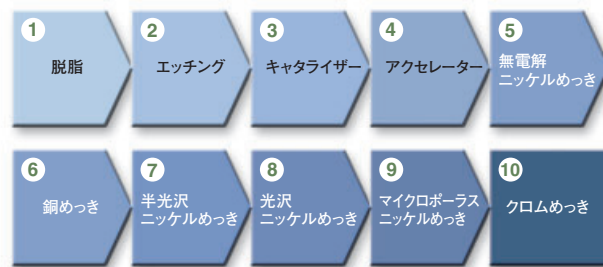 1
脱脂
2
エッチング
3
キャタライザー
4
アクセレーター
5
無電解
ニッケルめっき
6
銅めっき
7
半光沢
ニッケルめっき
8
光沢
ニッケルめっき
9
マイクロポーラス
ニッケルめっき
10
クロムめっき